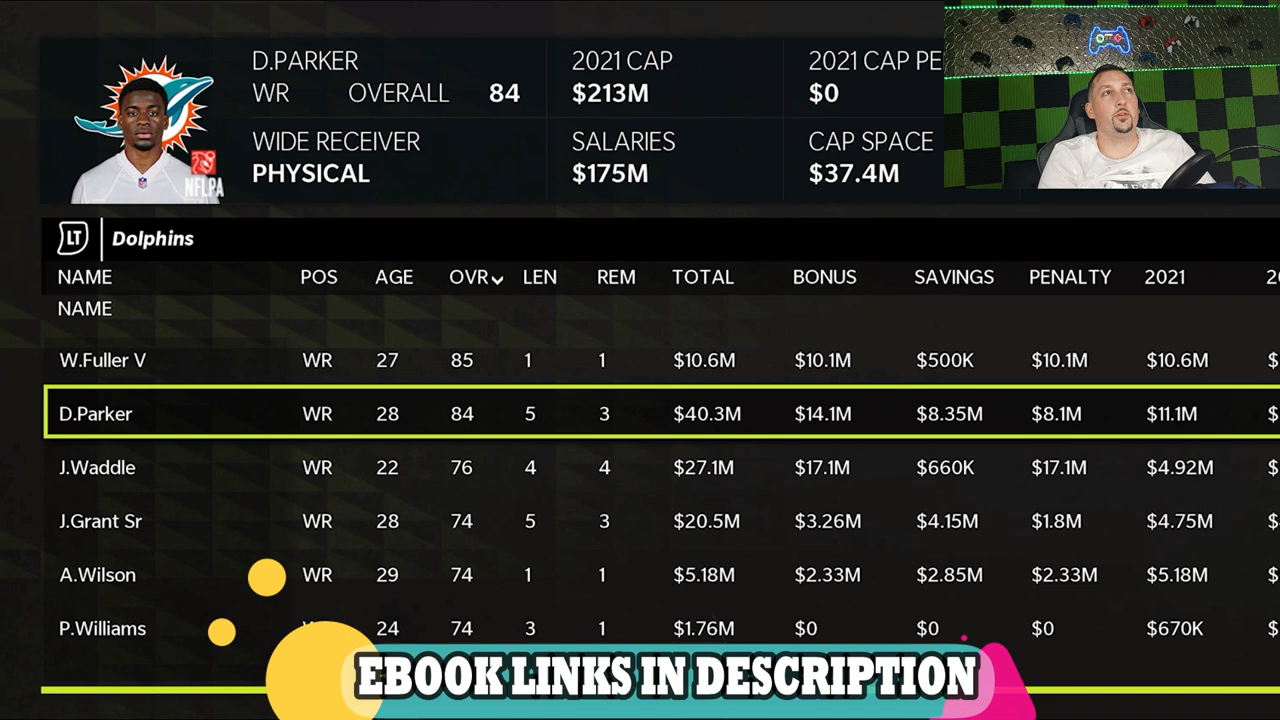 D.PARKER 2021 CAP 2021 CAP PE
WR OVERALL 84 $213M $0
WIDE RECEIVER SALARIES CAP SPACE
PHYSICAL $175M $37.4M
NFLPA
LT Dolphins
NAME POS AGE OVR LEN REM TOTAL BONUS SAVINGS PENALTY 2021 20
NAME
W.Fuller V WR 27 85 1 1 $10.6M $10.1M $500K $10.1M $10.6M $
D.Parker WR 28 84 5 3 $40.3M $14.1M $8.35M $8.1M $11.1M $
J.Waddle WR 22 76 4 4 $27.1M $17.1M $660K $17.1M $4.92M $
J.Grant Sr WR 28 74 5 3 $20.5M $3.26M $4.15M $1.8M $4.75M $
A.Wilson WR 29 74 1 1 $5.18M $2.33M $2.85M $2.33M $5.18M $
P.Williams 24 74 3 1 $1.76M $0 $0 $0 $670K $
EBOOK LINKS IN DESCRIPTION